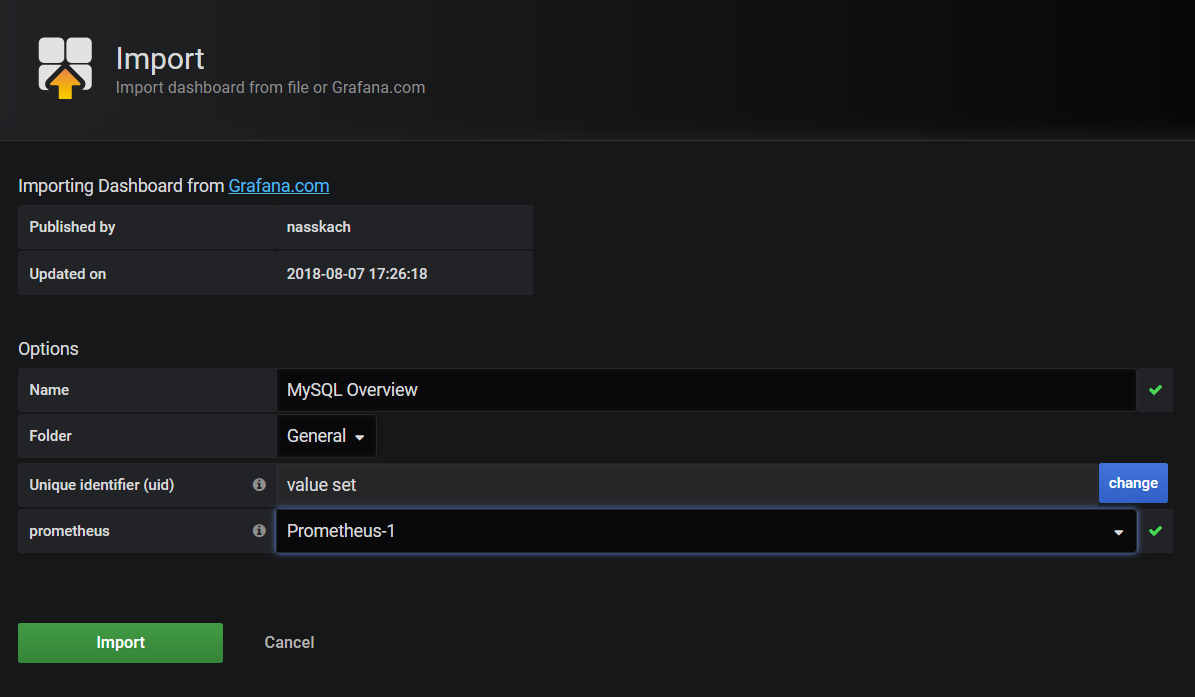 Import
Import dashboard from file or Grafana.com
Importing Dashboard from Grafana.com
Published by nasskach
Updated on 2018-08-07 17:26:18
Options
Name MySQL Overview
Folder General
Unique identifier (uid) value set change
prometheus Prometheus-1
Import Cancel